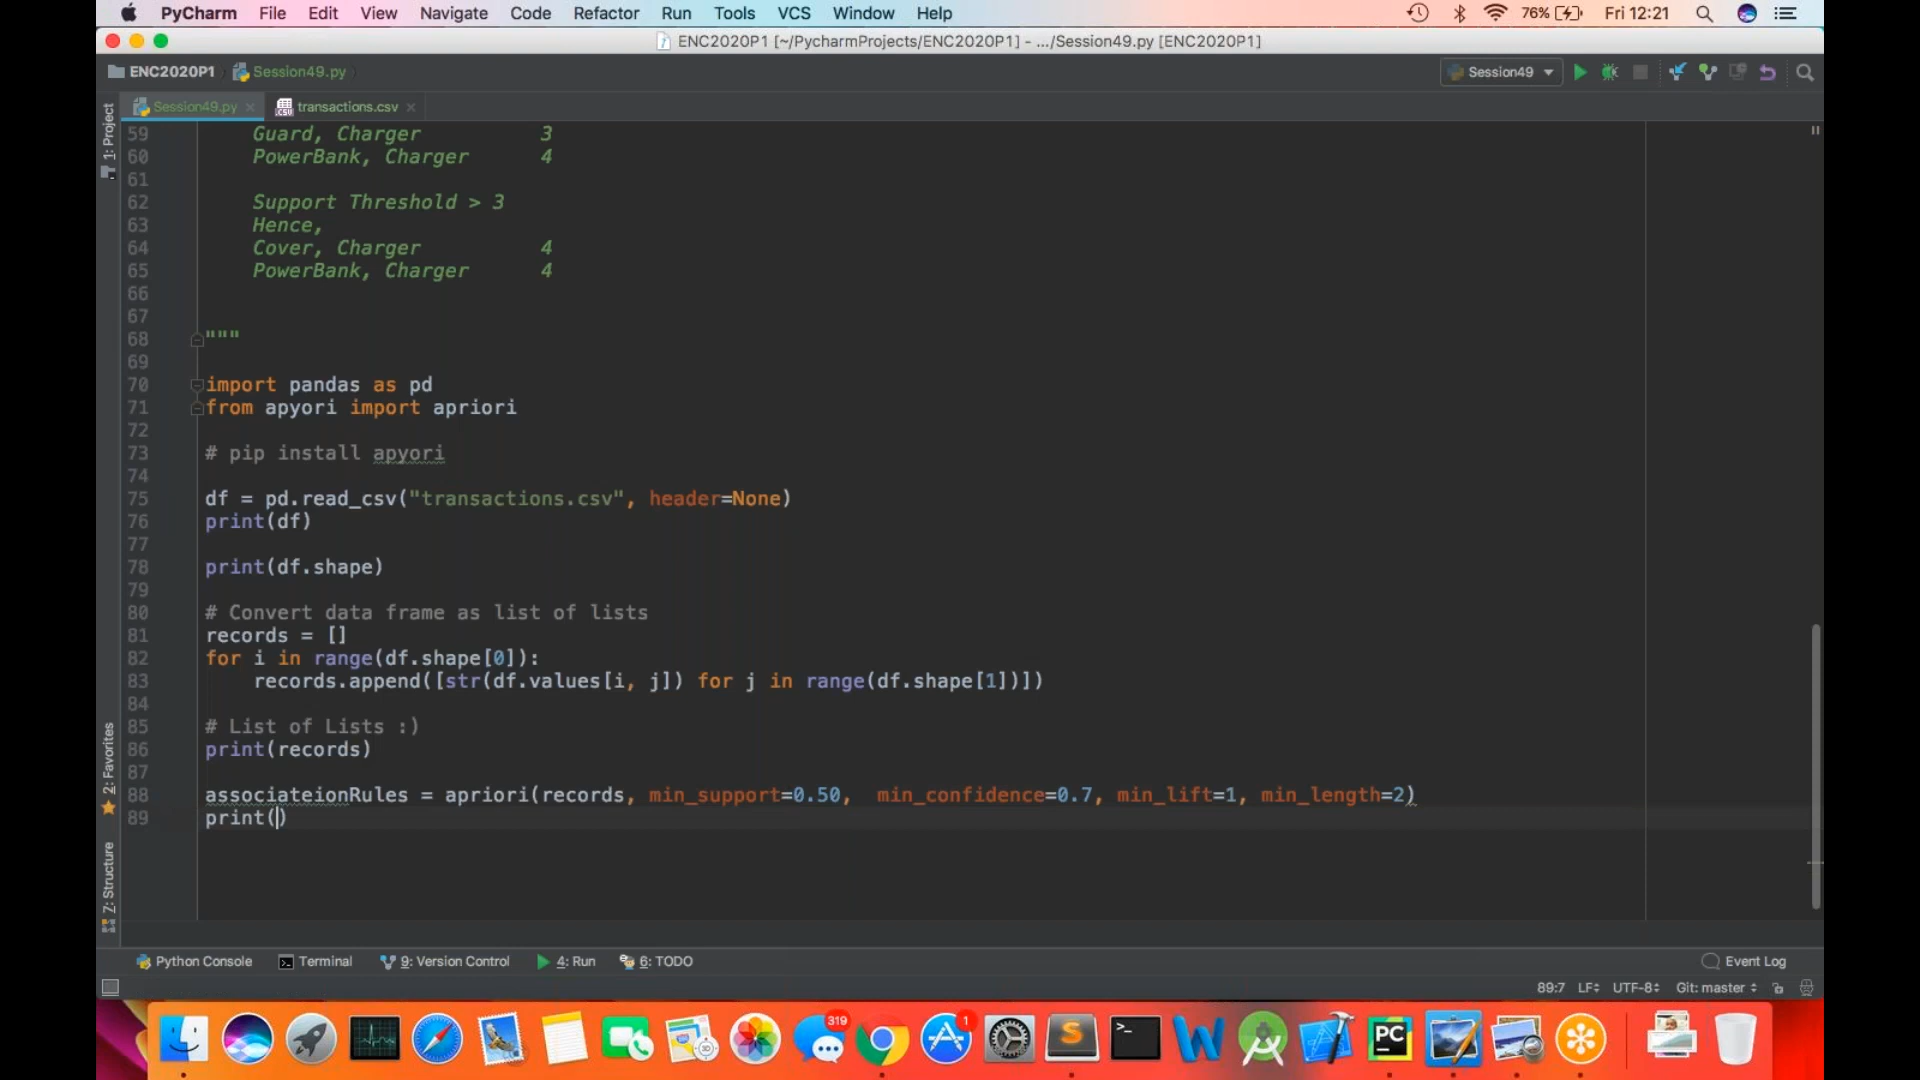 PyCharm File Edit View Navigate Code Refactor Run Tools VCS Window Help 76% Fri 12:21
ENC2020P1 [~/PycharmProjects/ENC2020P1] - .../Session49.py [ENC2020P1]
ENC2020P1 Session49.py Session49
Session49.py transactions.csv
1: Project
59 Guard, Charger 3
60 PowerBank, Charger 4
61
62 Support Threshold > 3
63 Hence,
64 Cover, Charger 4
65 PowerBank, Charger 4
66
67
68 """
69
70 import pandas as pd
71 from apyori import apriori
72
73 # pip install apyori
74
75 df = pd.read_csv("transactions.csv", header=None)
76 print(df)
77
78 print(df.shape)
79
80 # Convert data frame as list of lists
81 records = []
82 for i in range(df.shape[0]):
83 records.append([str(df.values[i, j]) for j in range(df.shape[1])])
84
85 # List of Lists :)
86 print(records)
87
88 associateionRules = apriori(records, min_support=0.50, min_confidence=0.7, min_lift=1, min_length=2)
89 print()
2: Favorites
Z: Structure
Python Console Terminal 9: Version Control 4: Run 6: TODO Event Log
89:7 LF UTF-8 Git: master
319 1
3D
S
>_
W
PC